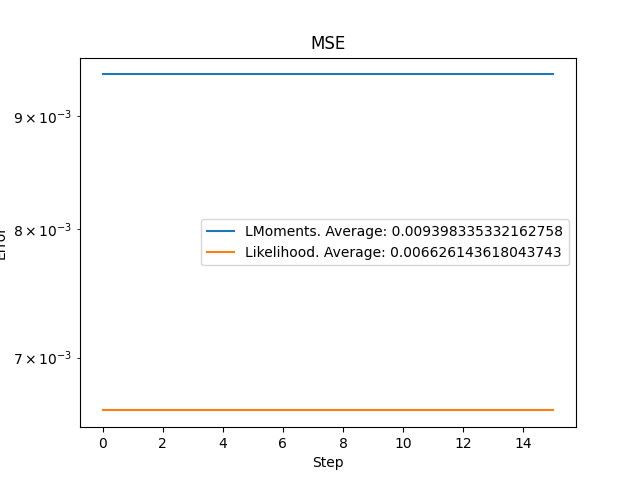 MSE
9 × 10⁻³
8 × 10⁻³
7 × 10⁻³
Error
LMoments. Average: 0.009398335332162758
Likelihood. Average: 0.006626143618043743
0 2 4 6 8 10 12 14
Step